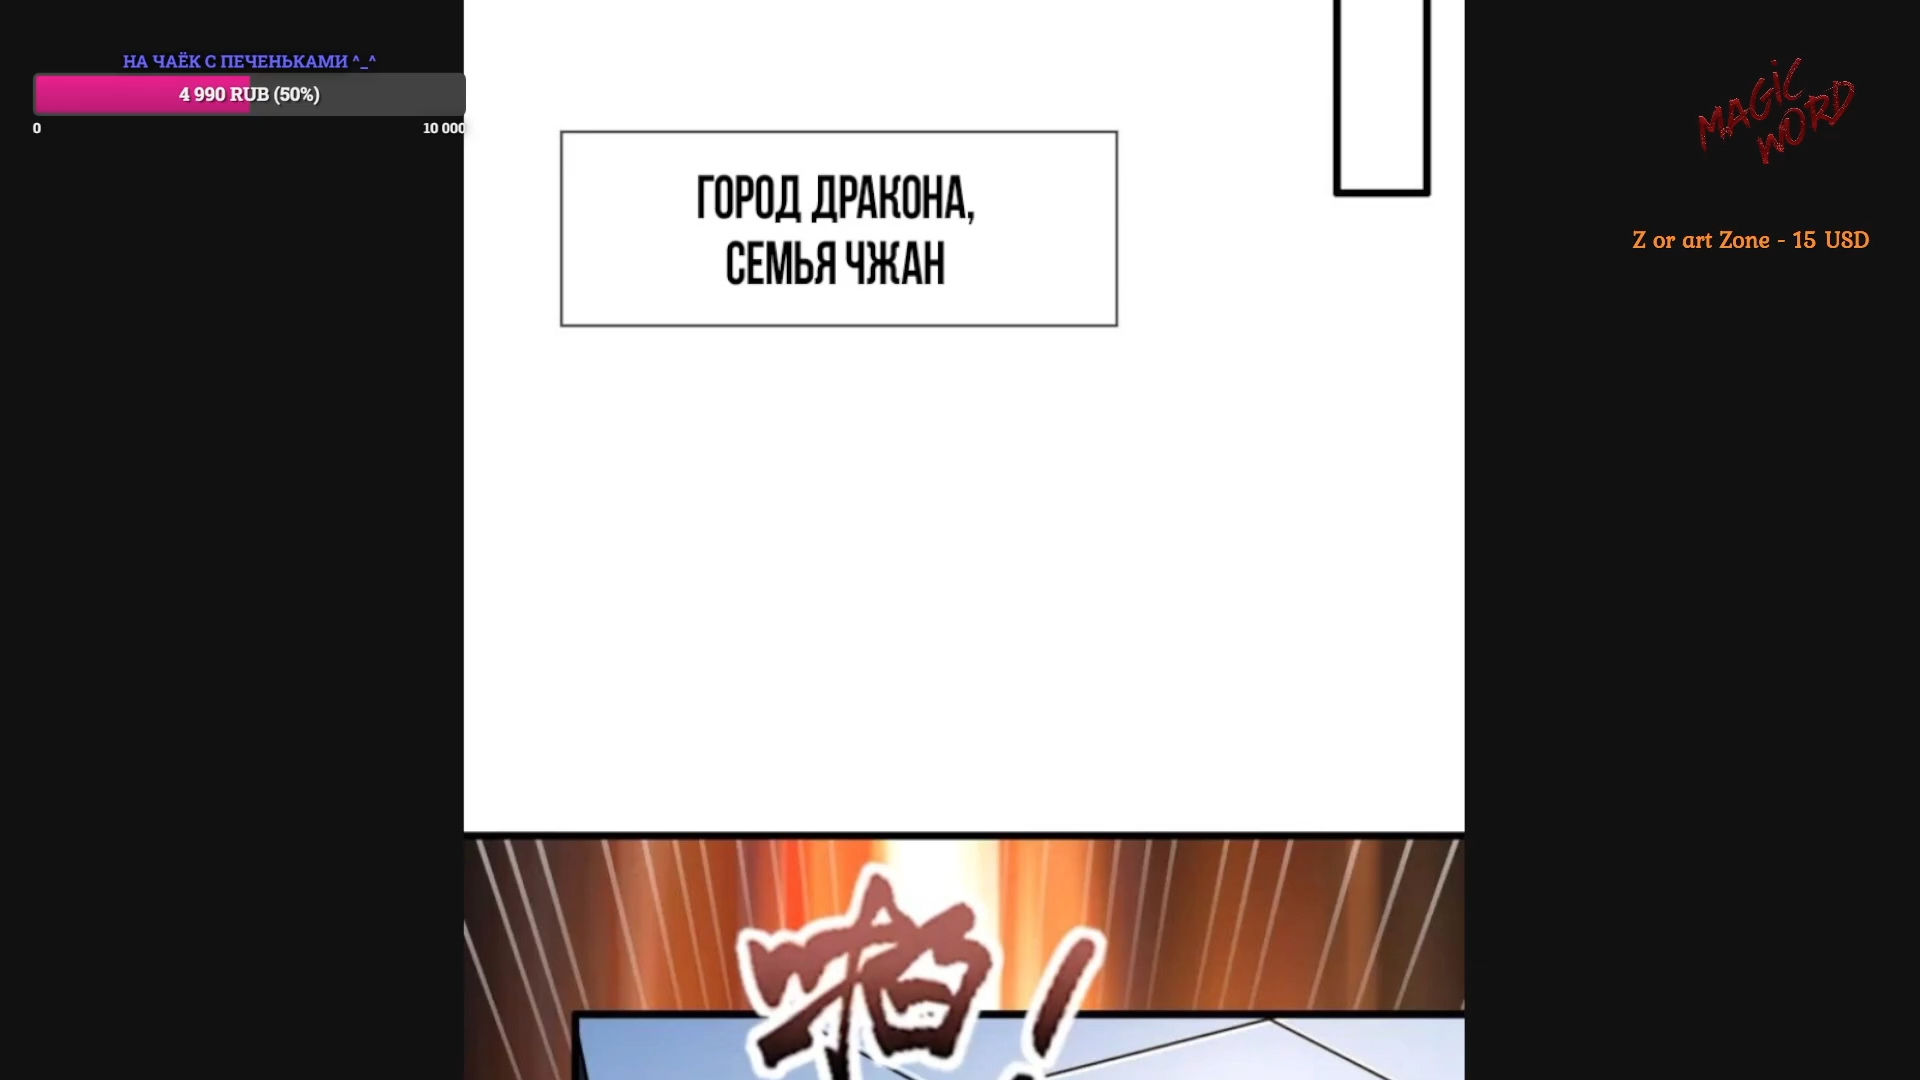 НА ЧАЁК С ПЕЧЕНЬКАМИ ^_^
4 990 RUB (50%)
0
10 000
MAGIC
WORD
Z or art Zone - 15 USD
ГОРОД ДРАКОНА,
СЕМЬЯ ЧЖАН
啪!